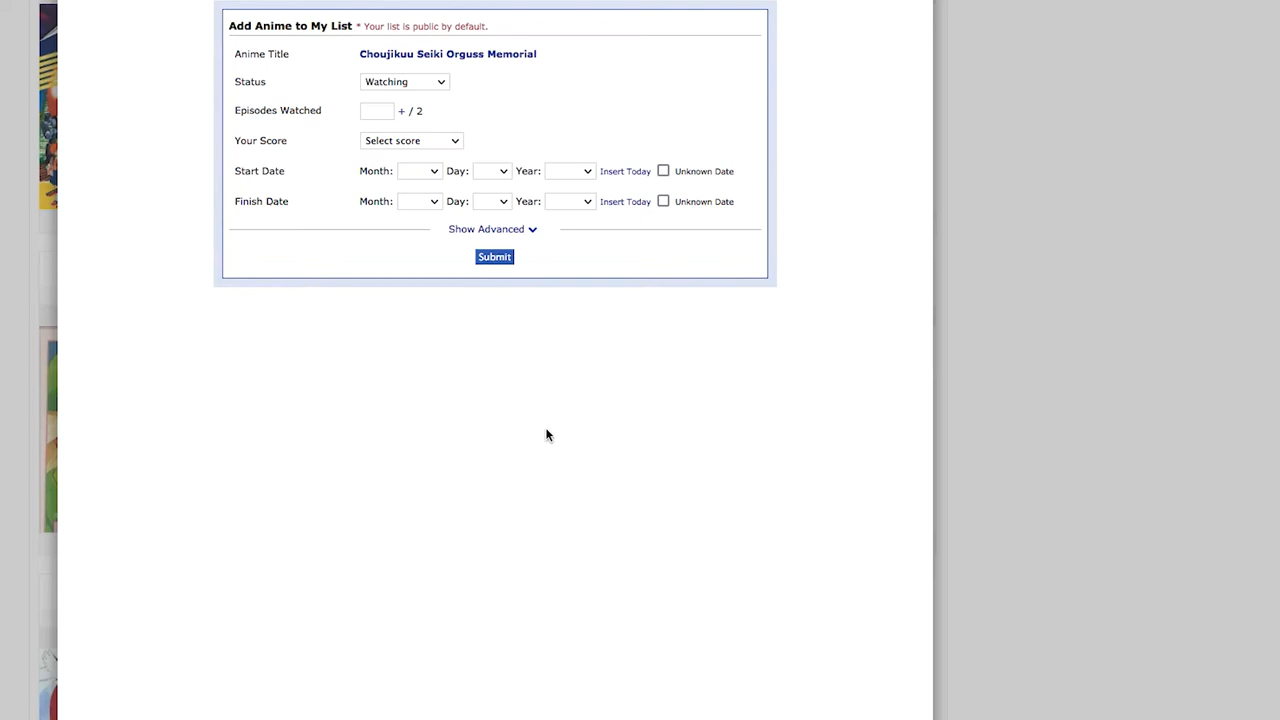 Add Anime to My List * Your list is public by default.
Anime Title Choujikuu Seiki Orguss Memorial
Status Watching
Episodes Watched + / 2
Your Score Select score
Start Date Month: Day: Year: Insert Today Unknown Date
Finish Date Month: Day: Year: Insert Today Unknown Date
Show Advanced
Submit